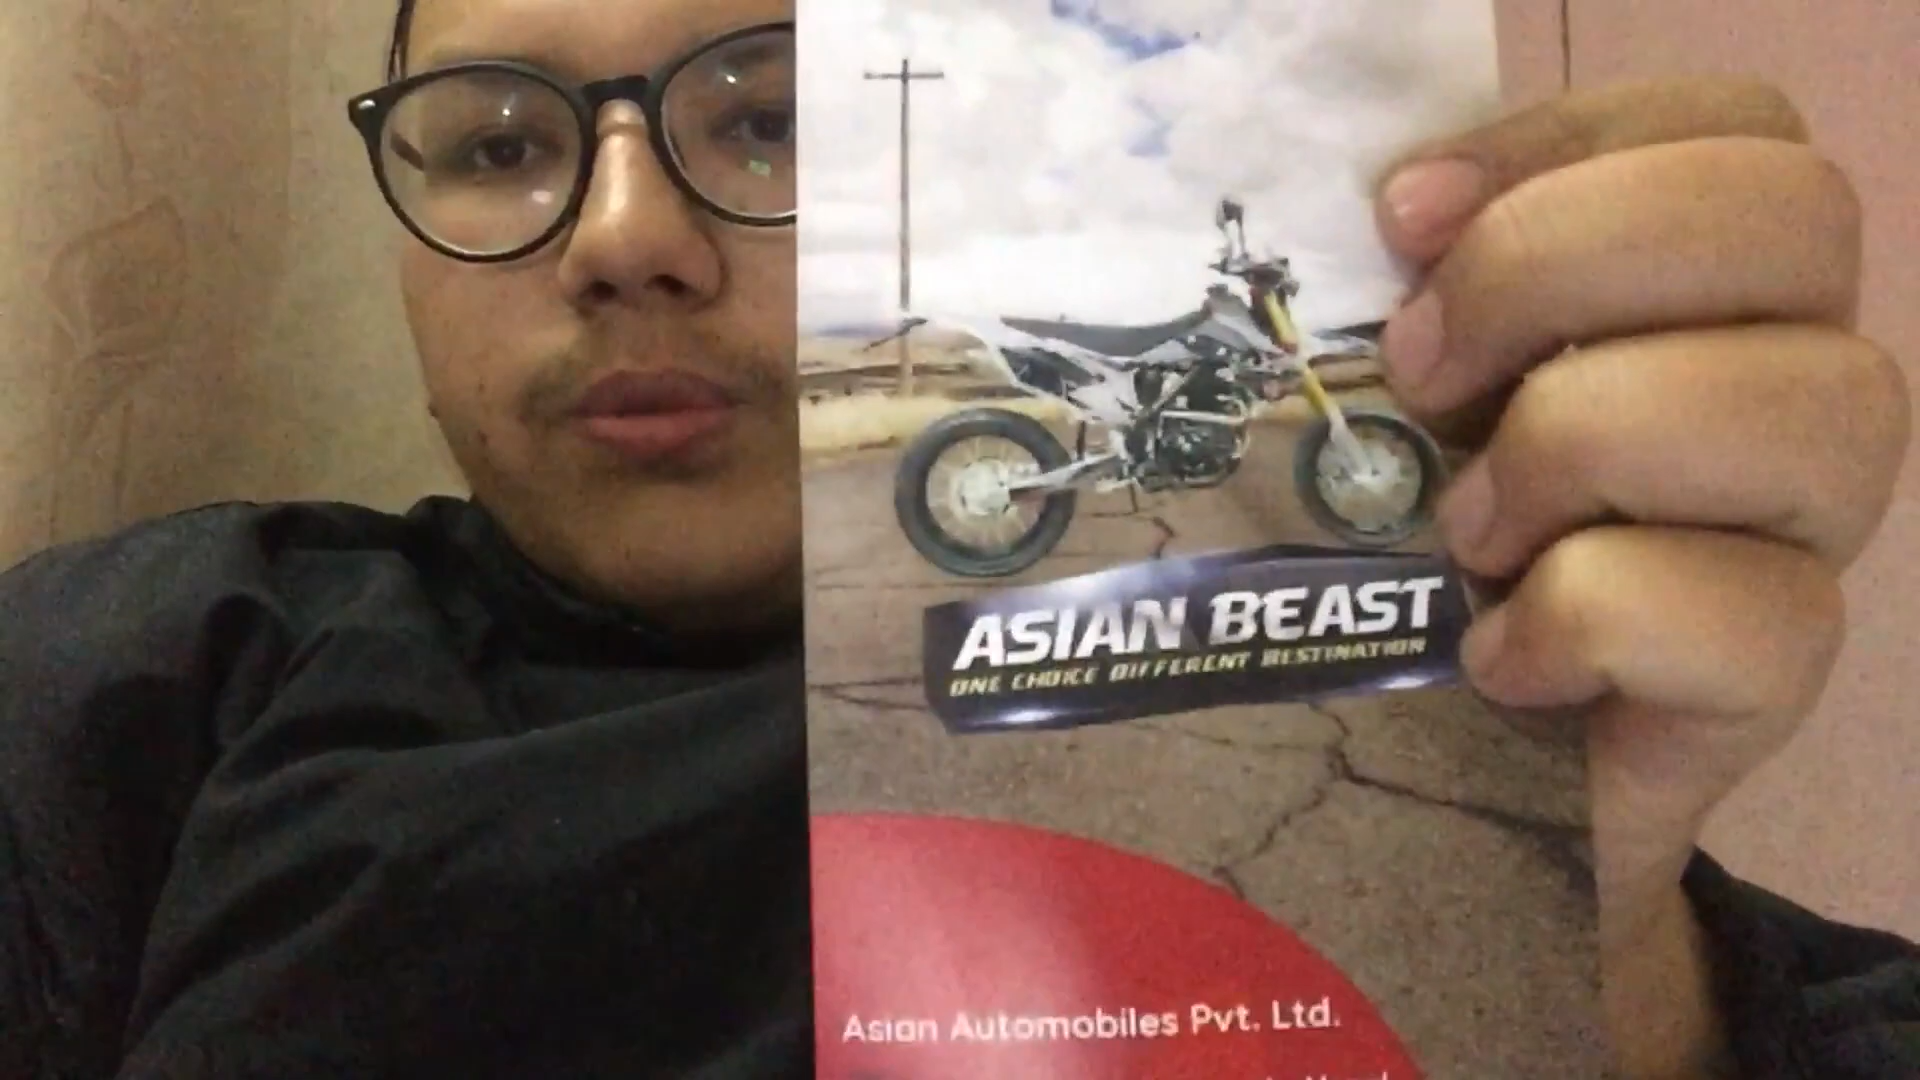 ASIAN BEAST
ONE CHOICE DIFFERENT DESTINATION
Asian Automobiles Pvt. Ltd.